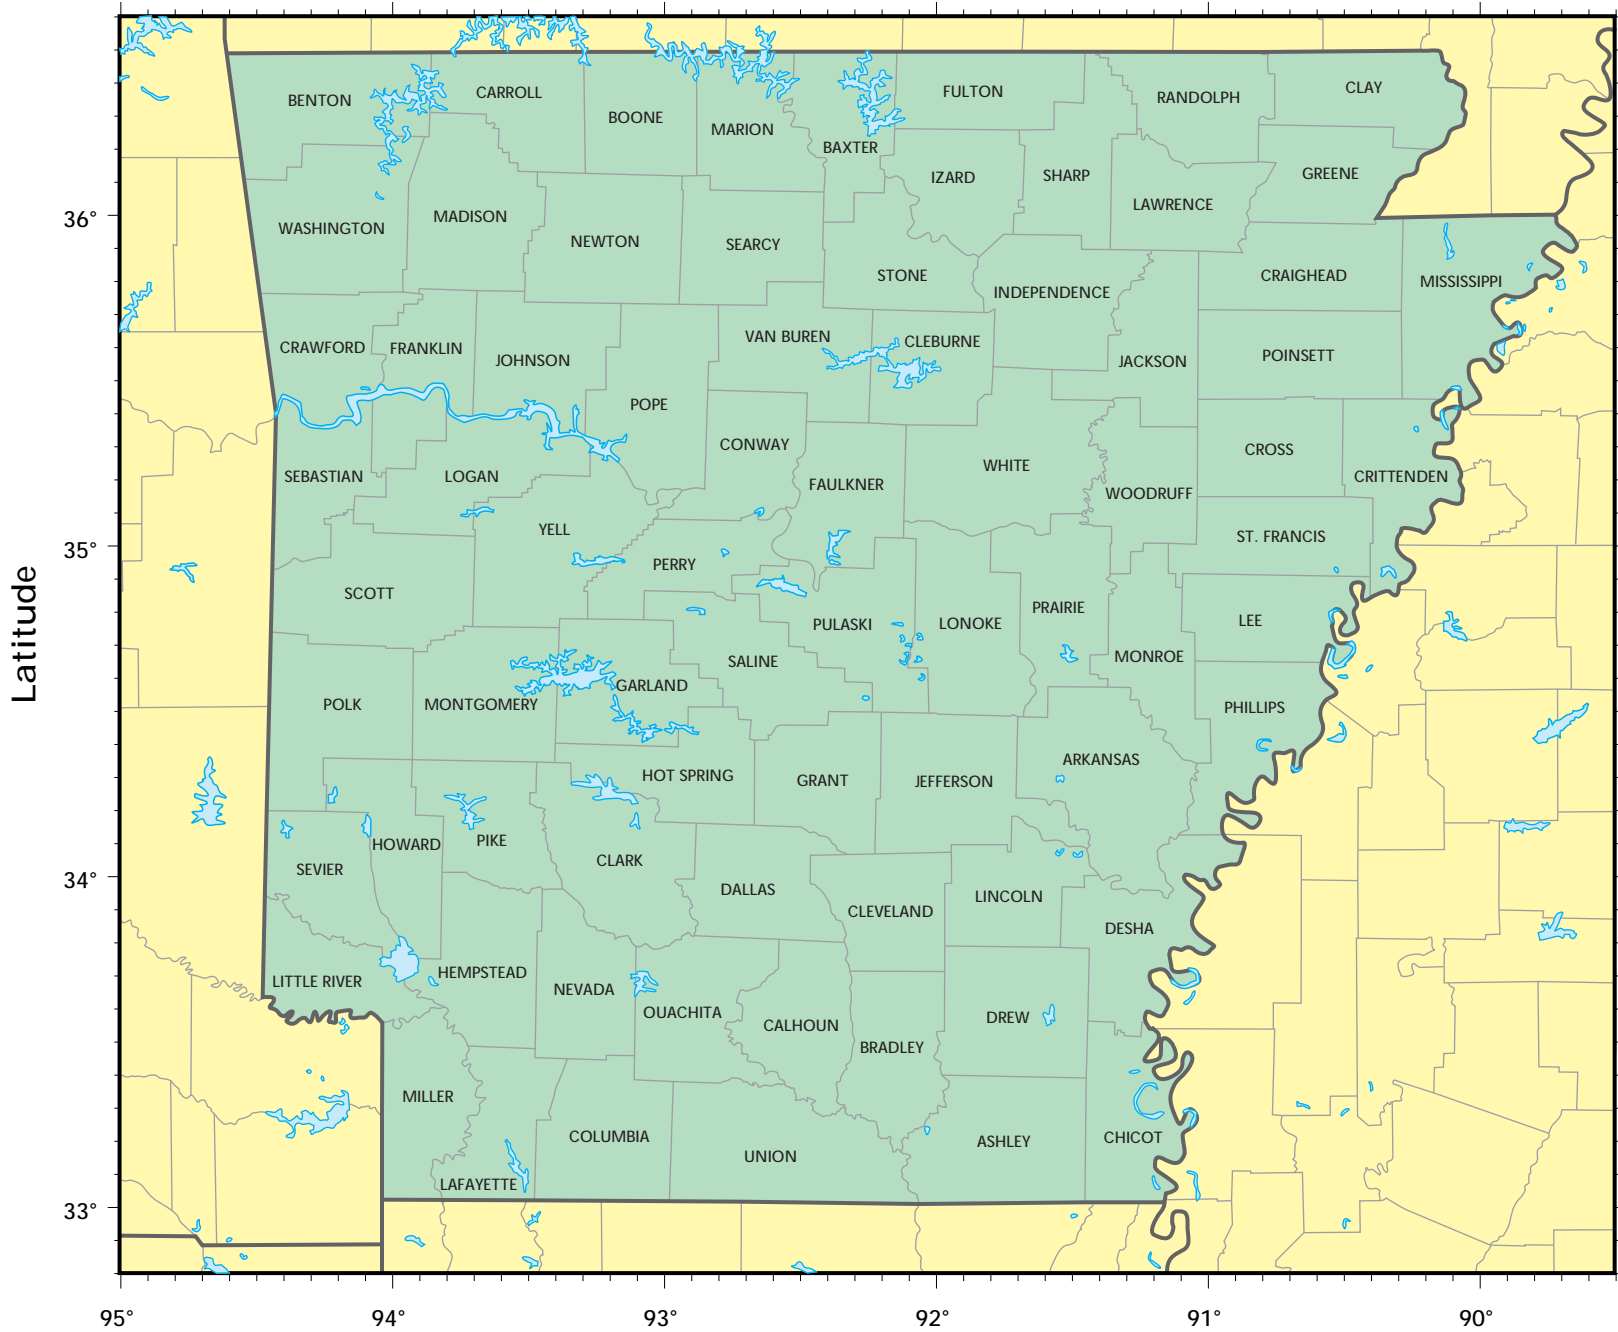 BENTON
CARROLL
BOONE
MARION
BAXTER
FULTON
RANDOLPH
CLAY
IZARD
SHARP
LAWRENCE
GREENE
WASHINGTON
MADISON
NEWTON
SEARCY
STONE
INDEPENDENCE
CRAIGHEAD
MISSISSIPPI
36°
CRAWFORD
FRANKLIN
JOHNSON
VAN BUREN
CLEBURNE
JACKSON
POINSETT
POPE
CONWAY
WHITE
CROSS
SEBASTIAN
LOGAN
FAULKNER
WOODRUFF
CRITTENDEN
YELL
ST. FRANCIS
35°
PERRY
SCOTT
PULASKI
LONOKE
PRAIRIE
LEE
Latitude
SALINE
MONROE
GARLAND
POLK
MONTGOMERY
PHILLIPS
HOT SPRING
GRANT
JEFFERSON
ARKANSAS
HOWARD
PIKE
CLARK
SEVIER
34°
DALLAS
CLEVELAND
LINCOLN
DESHA
LITTLE RIVER
HEMPSTEAD
NEVADA
OUACHITA
CALHOUN
DREW
BRADLEY
MILLER
COLUMBIA
UNION
ASHLEY
CHICOT
LAFAYETTE
33°
95°
94°
93°
92°
91°
90°